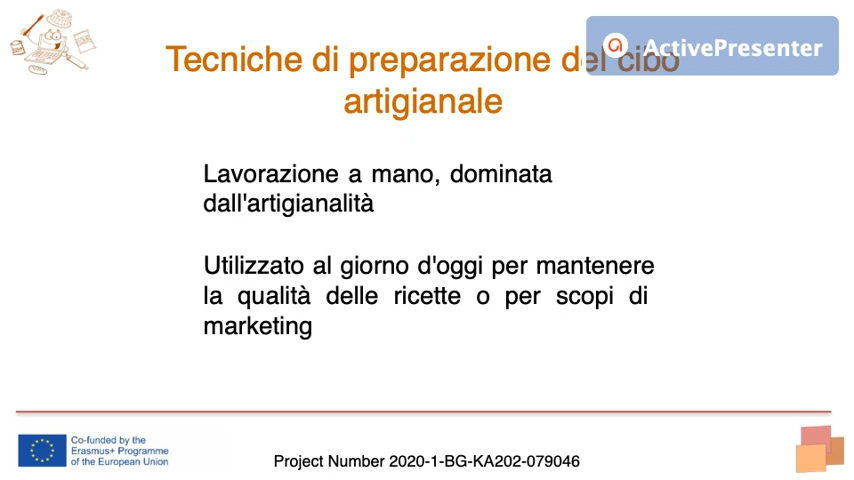 ActivePresenter
Tecniche di preparazione del cibo
artigianale
Lavorazione a mano, dominata
dall'artigianalità
Utilizzato al giorno d'oggi per mantenere
la qualità delle ricette o per scopi di
marketing
Co-funded by the
Erasmus+ Programme
of the European Union
Project Number 2020-1-BG-KA202-079046